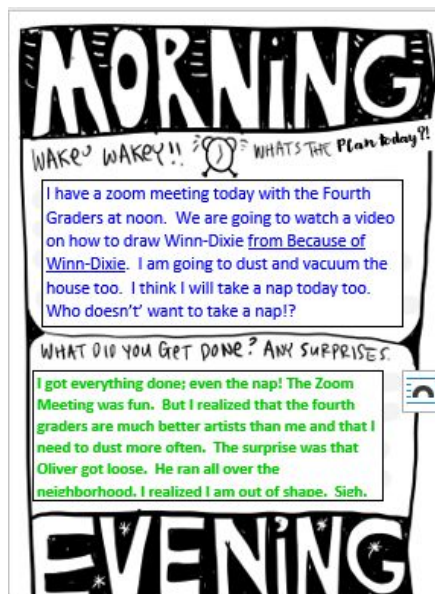 MORNiNG
WAKEY WAKEY!! WHATS THE Plan today?!
I have a zoom meeting today with the Fourth
Graders at noon. We are going to watch a video
on how to draw Winn-Dixie from Because of
Winn-Dixie. I am going to dust and vacuum the
house too. I think I will take a nap today too.
Who doesn't' want to take a nap!?
WHAT DiD YOU GET DONE? ANY SURPRISES.
I got everything done; even the nap! The Zoom
Meeting was fun. But I realized that the fourth
graders are much better artists than me and that I
need to dust more often. The surprise was that
Oliver got loose. He ran all over the
neighborhood. I realized I am out of shape. Sigh.
EVENiNG